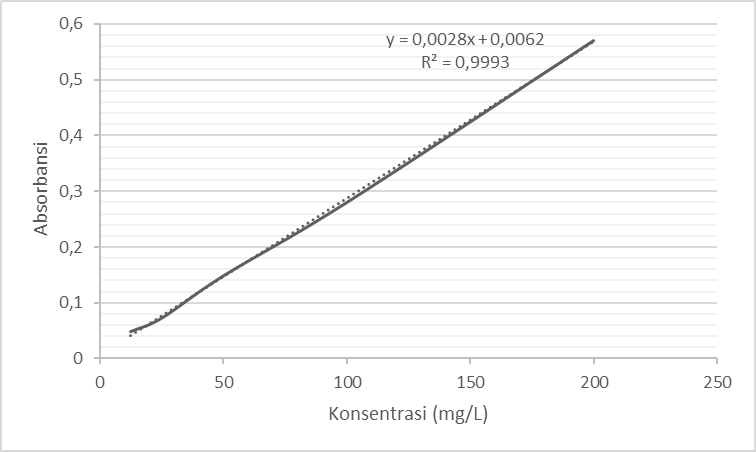 y = 0,0028x + 0,0062
R² = 0,9993
0,6
0,5
0,4
0,3
0,2
0,1
0
Absorbansi
0 50 100 150 200 250
Konsentrasi (mg/L)